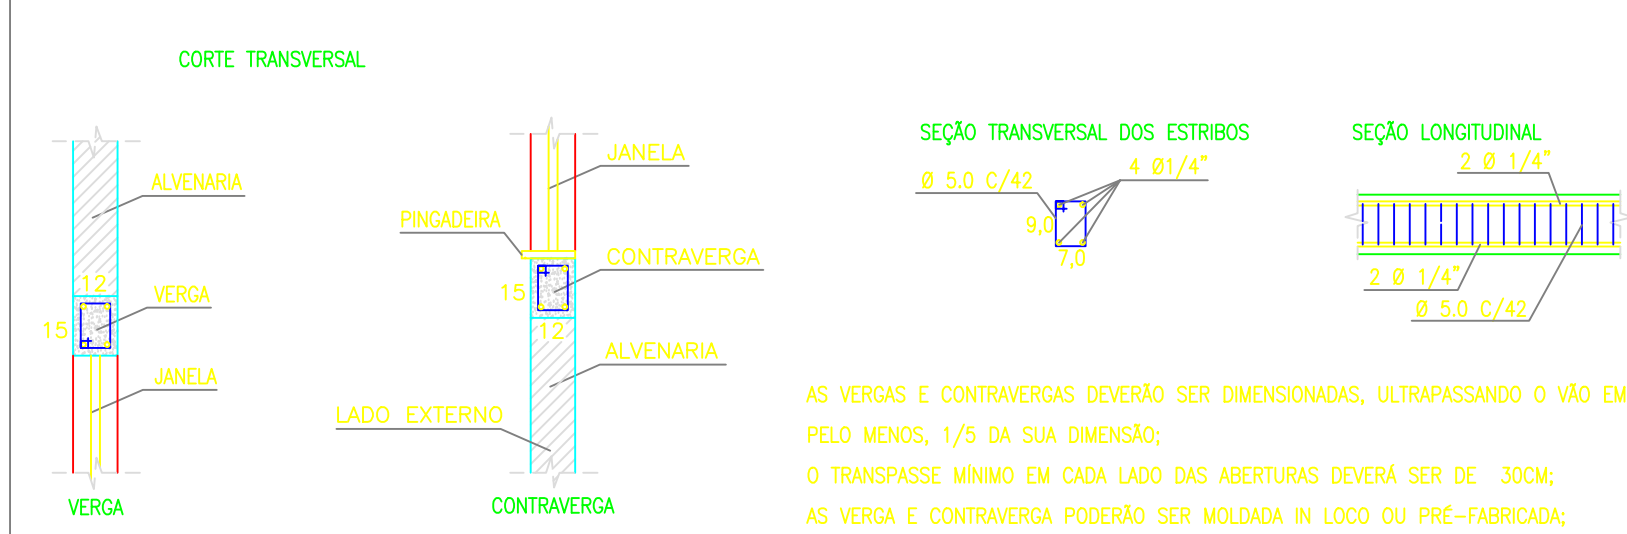 CORTE TRANSVERSAL
ALVENARIA
12
VERGA
15
JANELA
VERGA
JANELA
PINGADEIRA
CONTRAVERGA
15
12
ALVENARIA
LADO EXTERNO
CONTRAVERGA
SEÇÃO TRANSVERSAL DOS ESTRIBOS
4 Ø1/4"
Ø 5.0 C/42
9,0
7,0
SEÇÃO LONGITUDINAL
2 Ø 1/4"
2 Ø 1/4"
Ø 5.0 C/42
AS VERGAS E CONTRAVERGAS DEVERÃO SER DIMENSIONADAS, ULTRAPASSANDO O VÃO EM
PELO MENOS, 1/5 DA SUA DIMENSÃO;
O TRANSPASSE MÍNIMO EM CADA LADO DAS ABERTURAS DEVERÁ SER DE 30CM;
AS VERGA E CONTRAVERGA PODERÃO SER MOLDADA IN LOCO OU PRÉ-FABRICADA;